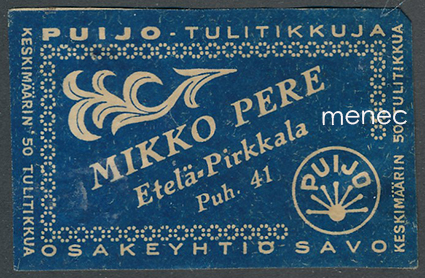 PUIJO - TULITIKKUJA
KESKIMÄÄRIN 50 TULITIKKUA
MIKKO PERE
Etelä-Pirkkala
Puh. 41
menec
PUIJO
KESKIMÄÄRIN 50 TULITIKKUA
OSAKEYHTIÖ SAVO